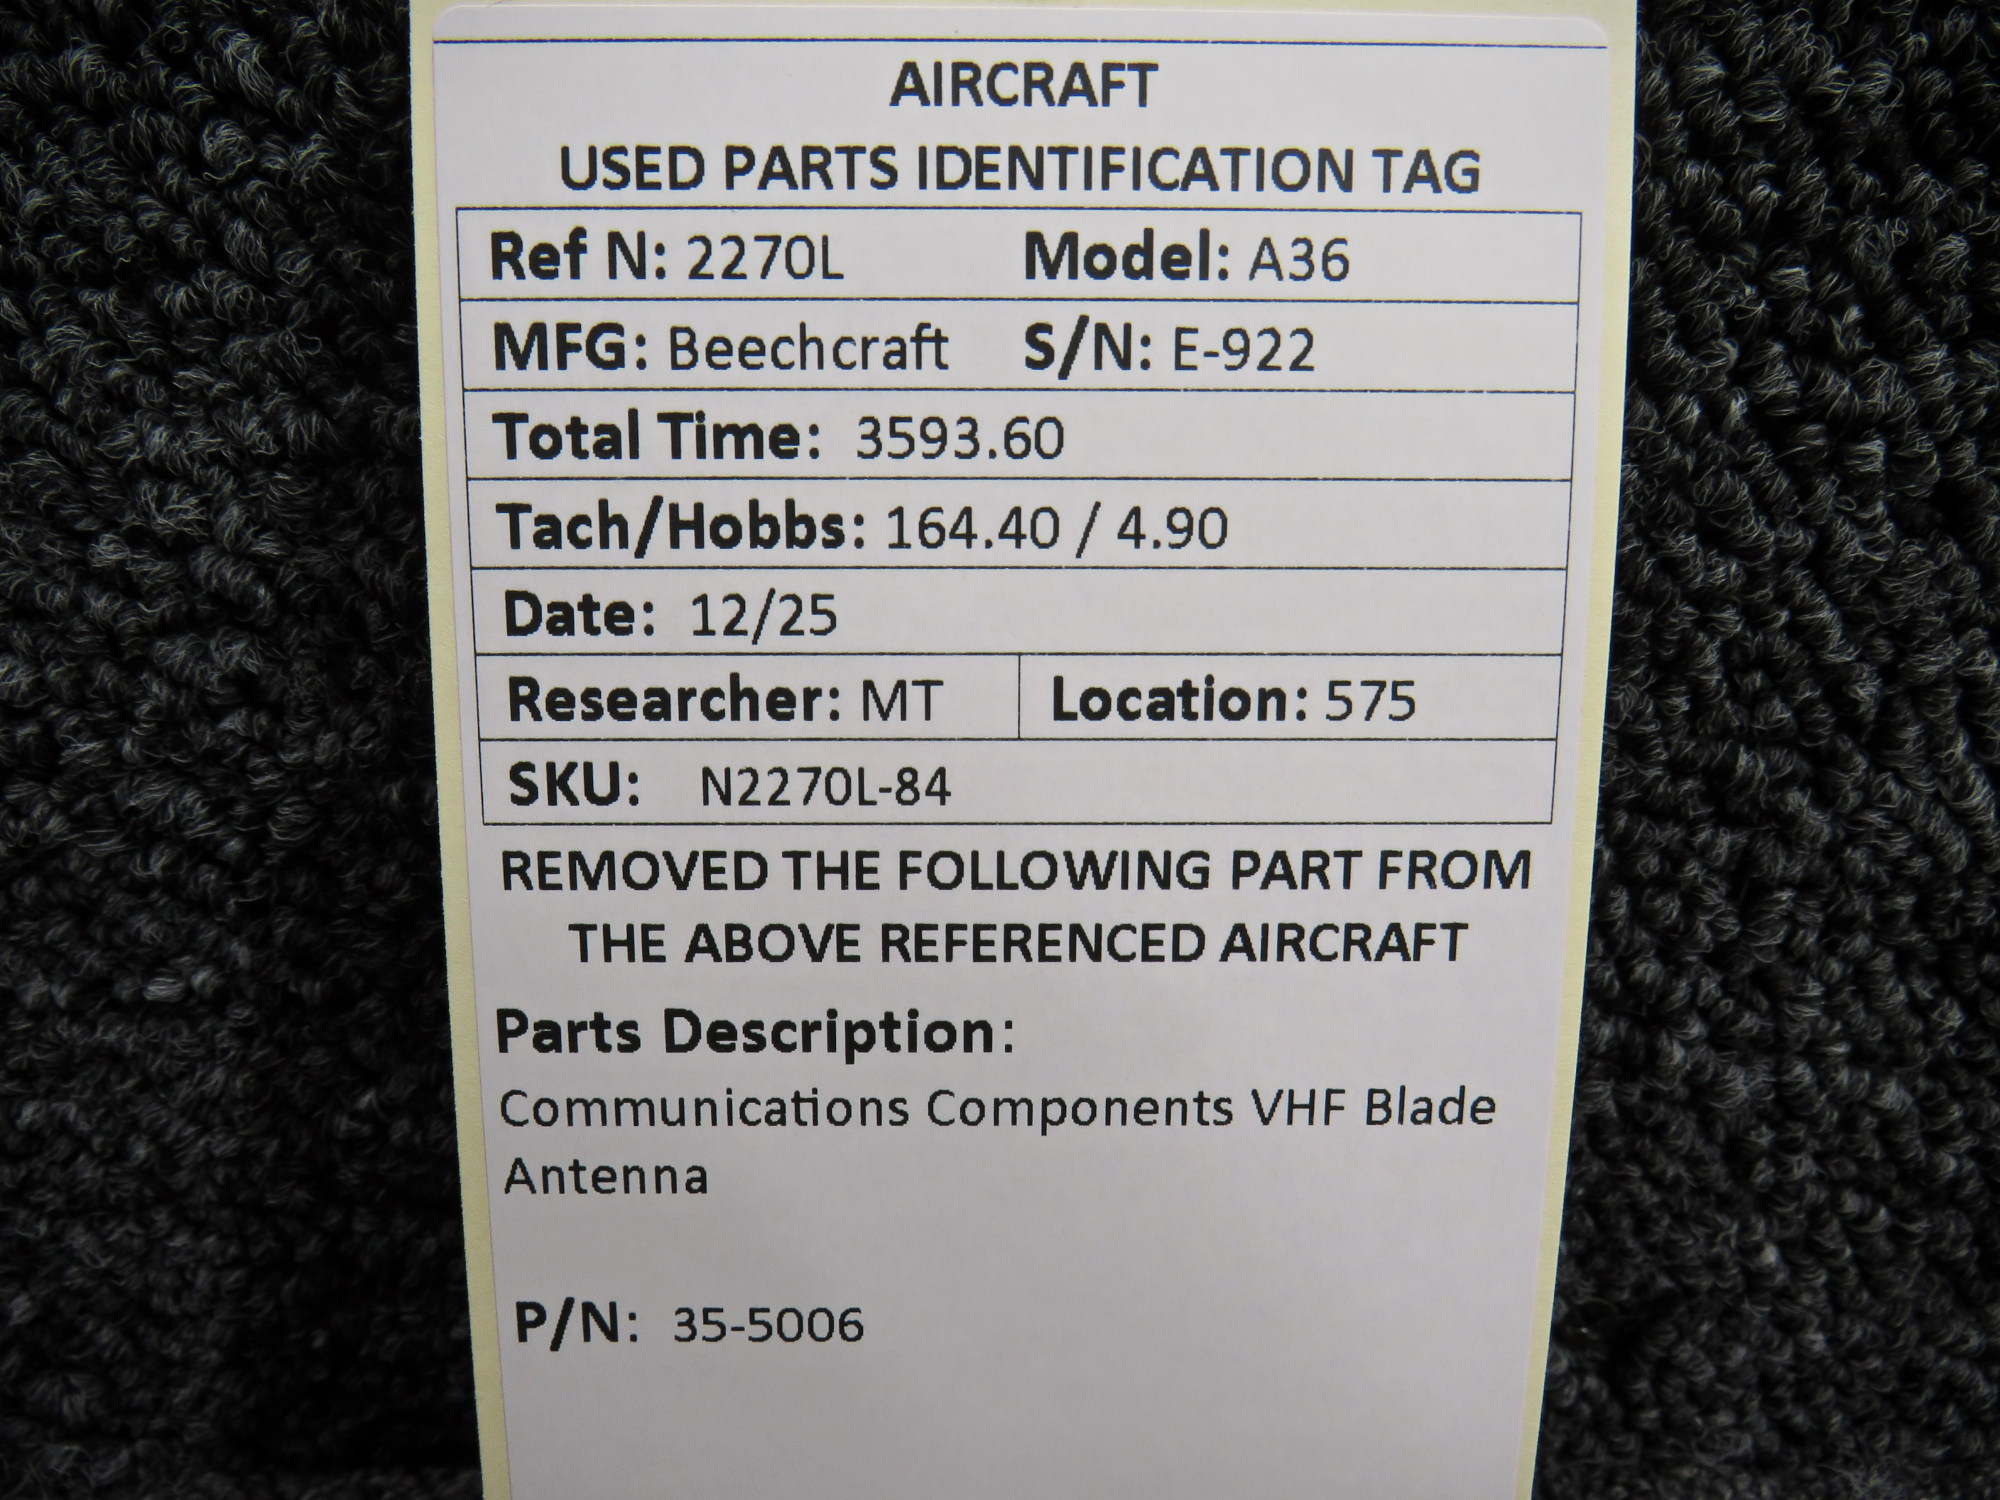 AIRCRAFT
USED PARTS IDENTIFICATION TAG
Ref N: 2270L Model: A36
MFG: Beechcraft S/N: E-922
Total Time: 3593.60
Tach/Hobbs: 164.40 / 4.90
Date: 12/25
Researcher: MT Location: 575
SKU: N2270L-84
REMOVED THE FOLLOWING PART FROM
THE ABOVE REFERENCED AIRCRAFT
Parts Description:
Communications Components VHF Blade
Antenna
P/N: 35-5006